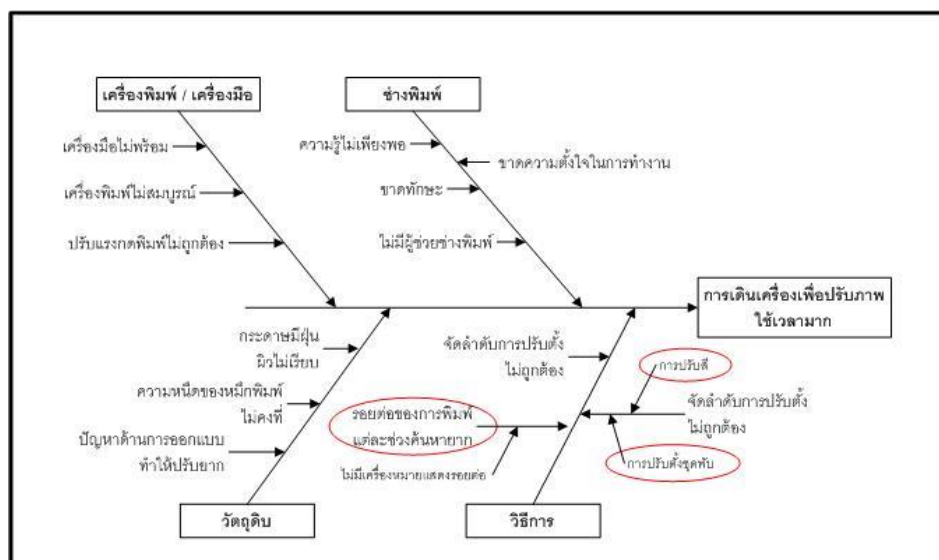 เครื่องพิมพ์ / เครื่องมือ
ช่างพิมพ์
เครื่องมือไม่พร้อม
เครื่องพิมพ์ไม่สมบูรณ์
ปรับแรงกดพิมพ์ไม่ถูกต้อง
ความรู้ไม่เพียงพอ
ขาดความตั้งใจในการทำงาน
ขาดทักษะ
ไม่มีผู้ช่วยช่างพิมพ์
การเดินเครื่องเพื่อปรับภาพ
ใช้เวลามาก
กระดาษมีฝุ่น
ผิวไม่เรียบ
ความหนืดของหมึกพิมพ์
ไม่คงที่
ปัญหาด้านการออกแบบ
ทำให้ปรับยาก
จัดลำดับการปรับตั้ง
ไม่ถูกต้อง
รอยต่อของการพิมพ์
แต่ละช่วงค้นหายาก
ไม่มีเครื่องหมายแสดงรอยต่อ
การปรับสี
จัดลำดับการปรับตั้ง
ไม่ถูกต้อง
การปรับตั้งชุดพับ
วัตถุดิบ
วิธีการ